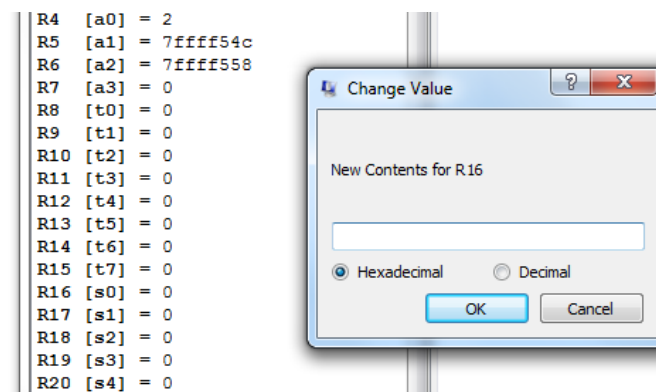 R4 [a0] = 2
R5 [a1] = 7ffff54c
R6 [a2] = 7ffff558
R7 [a3] = 0
R8 [t0] = 0
R9 [t1] = 0
R10 [t2] = 0
R11 [t3] = 0
R12 [t4] = 0
R13 [t5] = 0
R14 [t6] = 0
R15 [t7] = 0
R16 [s0] = 0
R17 [s1] = 0
R18 [s2] = 0
R19 [s3] = 0
R20 [s4] = 0
Change Value
New Contents for R16
Hexadecimal Decimal
OK Cancel